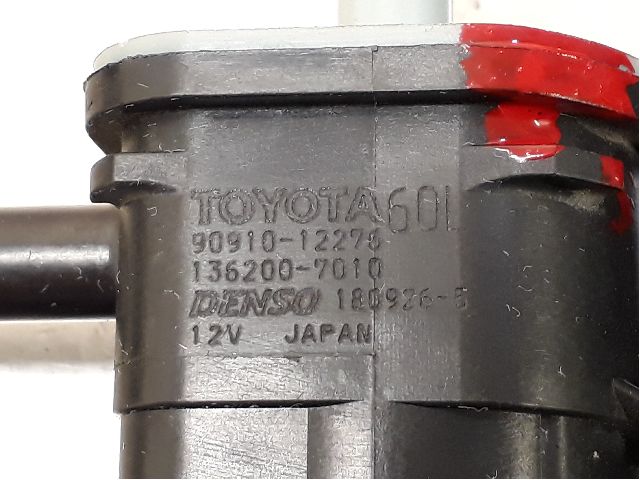 TOYOTA 60L
90910-12276
136200-7010
DENSO 180926-5
12V JAPAN